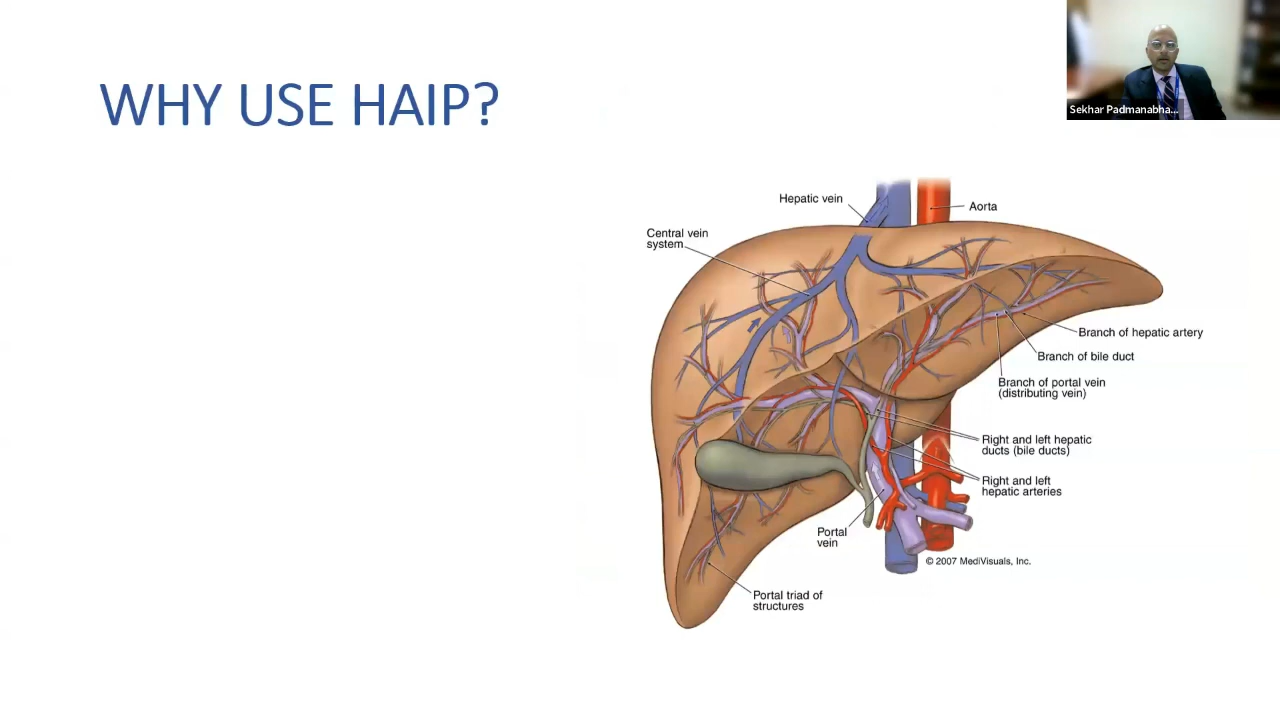 WHY USE HAIP?
Sekhar Padmanabha...
Hepatic vein
Aorta
Central vein
system
Branch of hepatic artery
Branch of bile duct
Branch of portal vein
(distributing vein)
Right and left hepatic
ducts (bile ducts)
Right and left
hepatic arteries
Portal
vein
© 2007 MediVisuals, Inc.
Portal triad of
structures